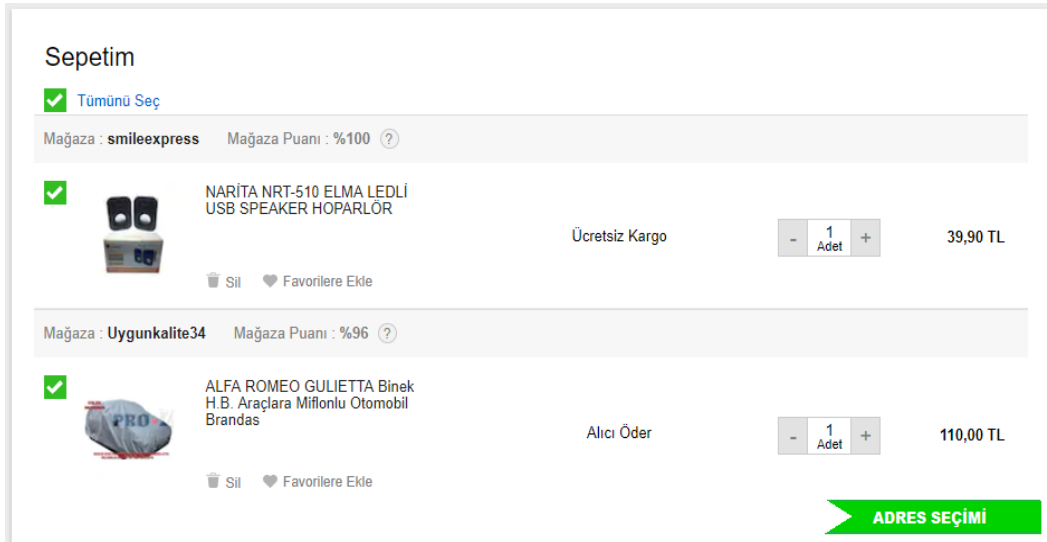 Sepetim
Tümünü Seç
Mağaza : smileexpress Mağaza Puanı : %100 ?
NARİTA NRT-510 ELMA LEDLİ
USB SPEAKER HOPARLÖR
Ücretsiz Kargo
- 1 +
Adet
39,90 TL
Sil Favorilere Ekle
Mağaza : Uygunkalite34 Mağaza Puanı : %96 ?
ALFA ROMEO GULIETTA Binek
H.B. Araçlara Miflonlu Otomobil
Brandas
PRO
Alıcı Öder
- 1 +
Adet
110,00 TL
Sil Favorilere Ekle
ADRES SEÇİMİ